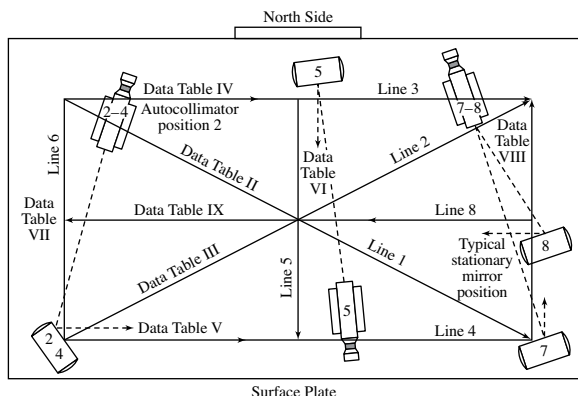 North Side
5
Data Table IV
Line 3
2–4
Autocollimator
position 2
7–8
Line 6
Data Table II
Data
Table
VI
Line 2
Data
Table
VIII
Data
Table
VII
Data Table IX
Line 8
Data Table III
Line 5
Line 1
Typical
stationary
mirror
position
8
2
4
Data Table V
5
Line 4
7
Surface Plate